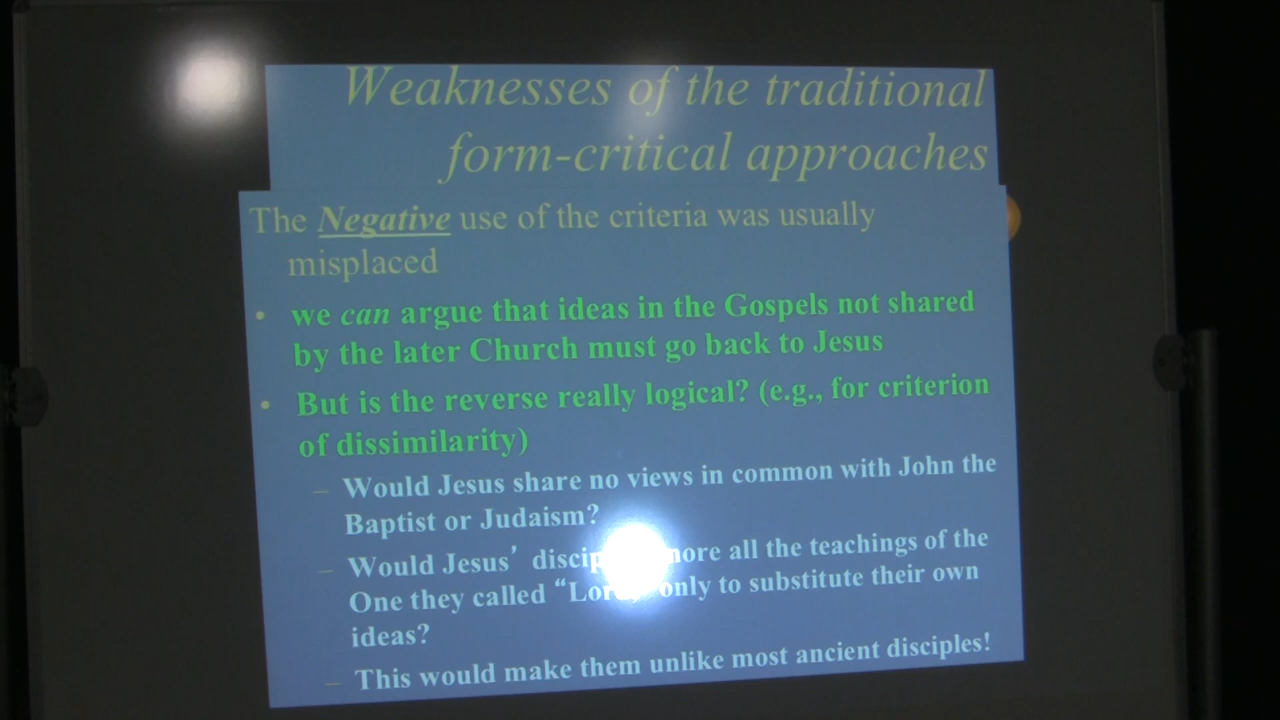 Weaknesses of the traditional
form-critical approaches
The Negative use of the criteria was usually
misplaced
• we can argue that ideas in the Gospels not shared
by the later Church must go back to Jesus
• But is the reverse really logical? (e.g., for criterion
of dissimilarity)
– Would Jesus share no views in common with John the
Baptist or Judaism?
– Would Jesus’ all the teachings of the
One they called only to substitute their own
ideas?
– This would make them unlike most ancient disciples!